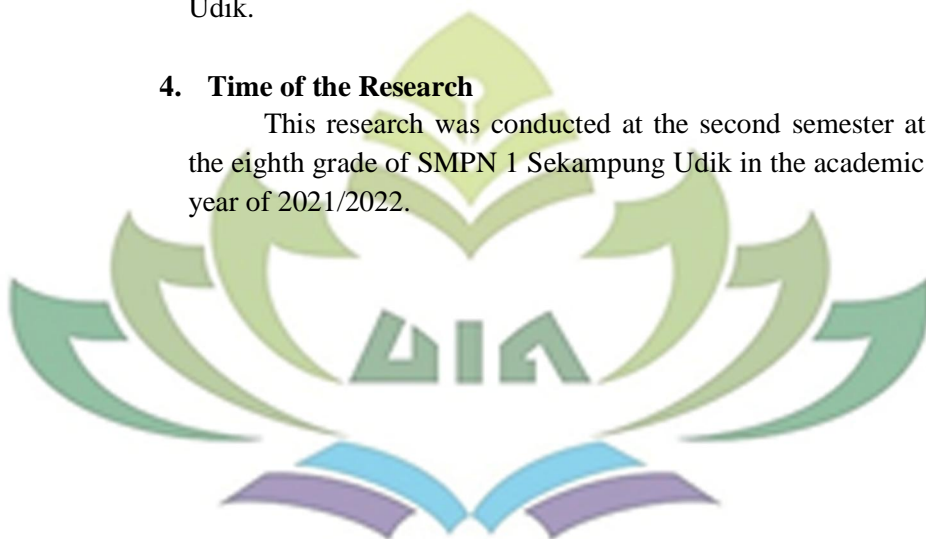 Udik.
4. Time of the Research
This research was conducted at the second semester at
the eighth grade of SMPN 1 Sekampung Udik in the academic
year of 2021/2022.
UIN